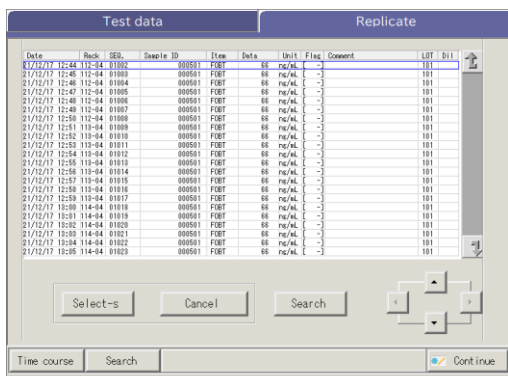 Test data Replicate
Date Rack SEQ. Sample ID Item Data Unit Flag Comment LOT Dil
21/12/17 12:44 112-04 01002 000501 FOBT 66 ng/mL [ -] 101
21/12/17 12:45 112-04 01003 000501 FOBT 66 ng/mL [ -] 101
21/12/17 12:46 112-04 01004 000501 FOBT 66 ng/mL [ -] 101
21/12/17 12:47 112-04 01005 000501 FOBT 66 ng/mL [ -] 101
21/12/17 12:48 112-04 01006 000501 FOBT 66 ng/mL [ -] 101
21/12/17 12:49 112-04 01007 000501 FOBT 66 ng/mL [ -] 101
21/12/17 12:50 112-04 01008 000501 FOBT 66 ng/mL [ -] 101
21/12/17 12:51 113-04 01009 000501 FOBT 66 ng/mL [ -] 101
21/12/17 12:52 113-04 01010 000501 FOBT 66 ng/mL [ -] 101
21/12/17 12:53 113-04 01011 000501 FOBT 66 ng/mL [ -] 101
21/12/17 12:54 113-04 01012 000501 FOBT 66 ng/mL [ -] 101
21/12/17 12:55 113-04 01013 000501 FOBT 66 ng/mL [ -] 101
21/12/17 12:56 113-04 01014 000501 FOBT 66 ng/mL [ -] 101
21/12/17 12:57 113-04 01015 000501 FOBT 66 ng/mL [ -] 101
21/12/17 12:58 113-04 01016 000501 FOBT 66 ng/mL [ -] 101
21/12/17 12:59 113-04 01017 000501 FOBT 66 ng/mL [ -] 101
21/12/17 13:00 114-04 01018 000501 FOBT 66 ng/mL [ -] 101
21/12/17 13:01 114-04 01019 000501 FOBT 66 ng/mL [ -] 101
21/12/17 13:02 114-04 01020 000501 FOBT 66 ng/mL [ -] 101
21/12/17 13:03 114-04 01021 000501 FOBT 66 ng/mL [ -] 101
21/12/17 13:04 114-04 01022 000501 FOBT 66 ng/mL [ -] 101
21/12/17 13:05 114-04 01023 000501 FOBT 66 ng/mL [ -] 101
Select-s Cancel Search
Time course Search Continue